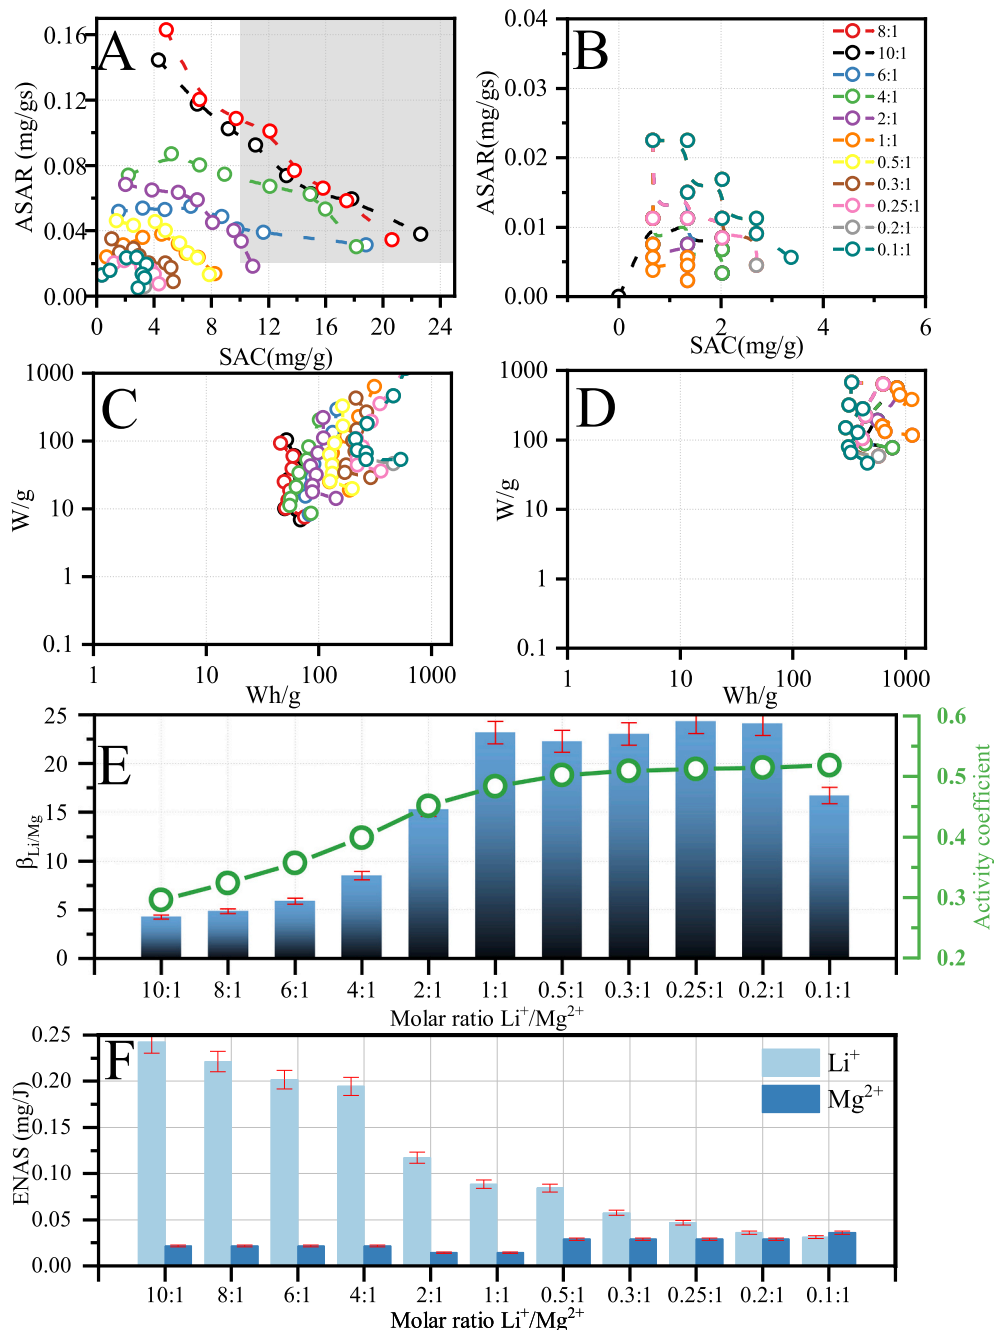 A
ASAR (mg/gs)
0.16
0.12
0.08
0.04
0.00
0 4 8 12 16 20 24
SAC(mg/g)
B
ASAR(mg/gs)
0.04
0.03
0.02
0.01
0.00
0 2 4 6
SAC(mg/g)
8:1
10:1
6:1
4:1
2:1
1:1
0.5:1
0.3:1
0.25:1
0.2:1
0.1:1
C
W/g
1000
100
10
1
0.1
1 10 100 1000
Wh/g
D
W/g
1000
100
10
1
0.1
1 10 100 1000
Wh/g
E
βLi/Mg
25
20
15
10
5
0
0.6
0.5
0.4
0.3
0.2
Activity coefficient
10:1 8:1 6:1 4:1 2:1 1:1 0.5:1 0.3:1 0.25:1 0.2:1 0.1:1
Molar ratio Li⁺/Mg²⁺
F
ENAS (mg/J)
0.25
0.20
0.15
0.10
0.05
0.00
Li⁺
Mg²⁺
10:1 8:1 6:1 4:1 2:1 1:1 0.5:1 0.3:1 0.25:1 0.2:1 0.1:1
Molar ratio Li⁺/Mg²⁺